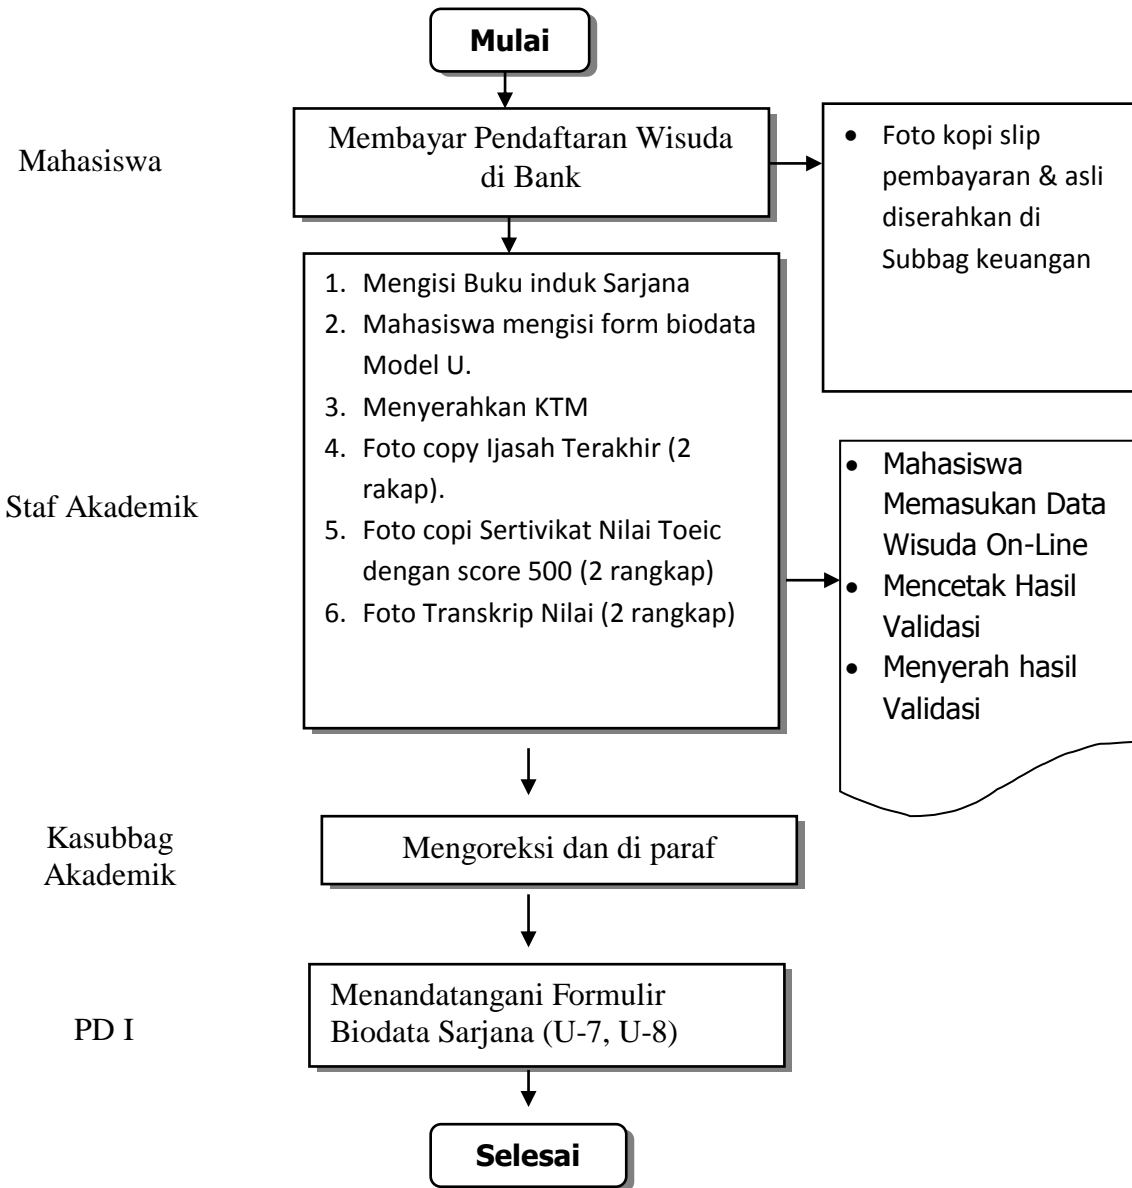 Mulai
Mahasiswa
Membayar Pendaftaran Wisuda
di Bank
• Foto kopi slip
pembayaran & asli
diserahkan di
Subbag keuangan
Staf Akademik
1. Mengisi Buku induk Sarjana
2. Mahasiswa mengisi form biodata
Model U.
3. Menyerahkan KTM
4. Foto copy Ijasah Terakhir (2
rakap).
5. Foto copi Sertivikat Nilai Toeic
dengan score 500 (2 rangkap)
6. Foto Transkrip Nilai (2 rangkap)
• Mahasiswa
Memasukan Data
Wisuda On-Line
• Mencetak Hasil
Validasi
• Menyerah hasil
Validasi
Kasubbag
Akademik
Mengoreksi dan di paraf
PD I
Menandatangani Formulir
Biodata Sarjana (U-7, U-8)
Selesai